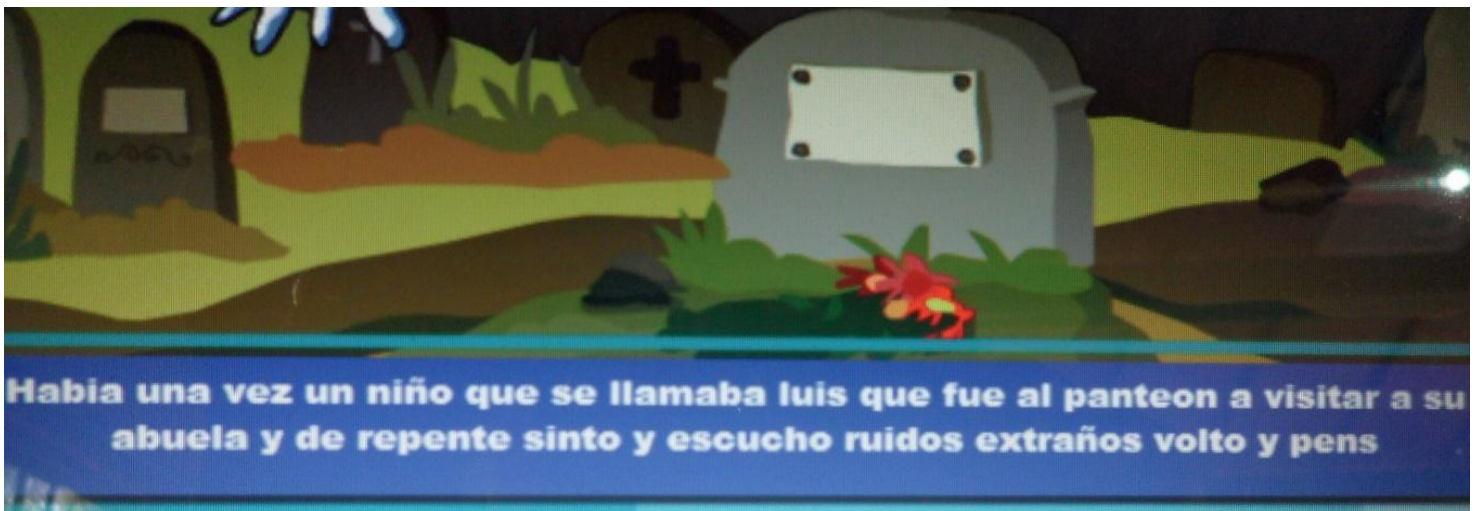 Habia una vez un niño que se llamaba luis que fue al panteon a visitar a su
abuela y de repente sinto y escucho ruidos extraños volto y pens